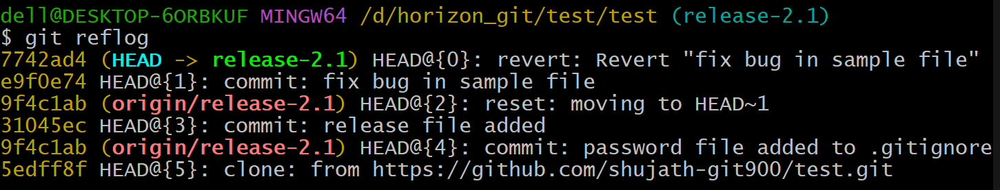 dell@DESKTOP-6ORBKUF MINGW64 /d/horizon_git/test/test (release-2.1)
$ git reflog
7742ad4 (HEAD -> release-2.1) HEAD@{0}: revert: Revert "fix bug in sample file"
e9f0e74 HEAD@{1}: commit: fix bug in sample file
9f4c1ab (origin/release-2.1) HEAD@{2}: reset: moving to HEAD~1
31045ec HEAD@{3}: commit: release file added
9f4c1ab (origin/release-2.1) HEAD@{4}: commit: password file added to .gitignore
5edff8f HEAD@{5}: clone: from https://github.com/shujath-git900/test.git